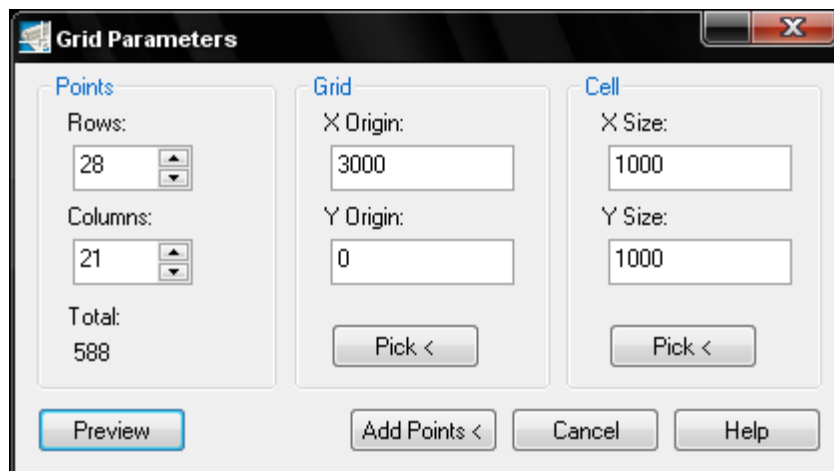 Grid Parameters
Points
Rows:
28
Columns:
21
Total:
588
Grid
X Origin:
3000
Y Origin:
0
Pick <
Cell
X Size:
1000
Y Size:
1000
Pick <
Preview
Add Points <
Cancel
Help